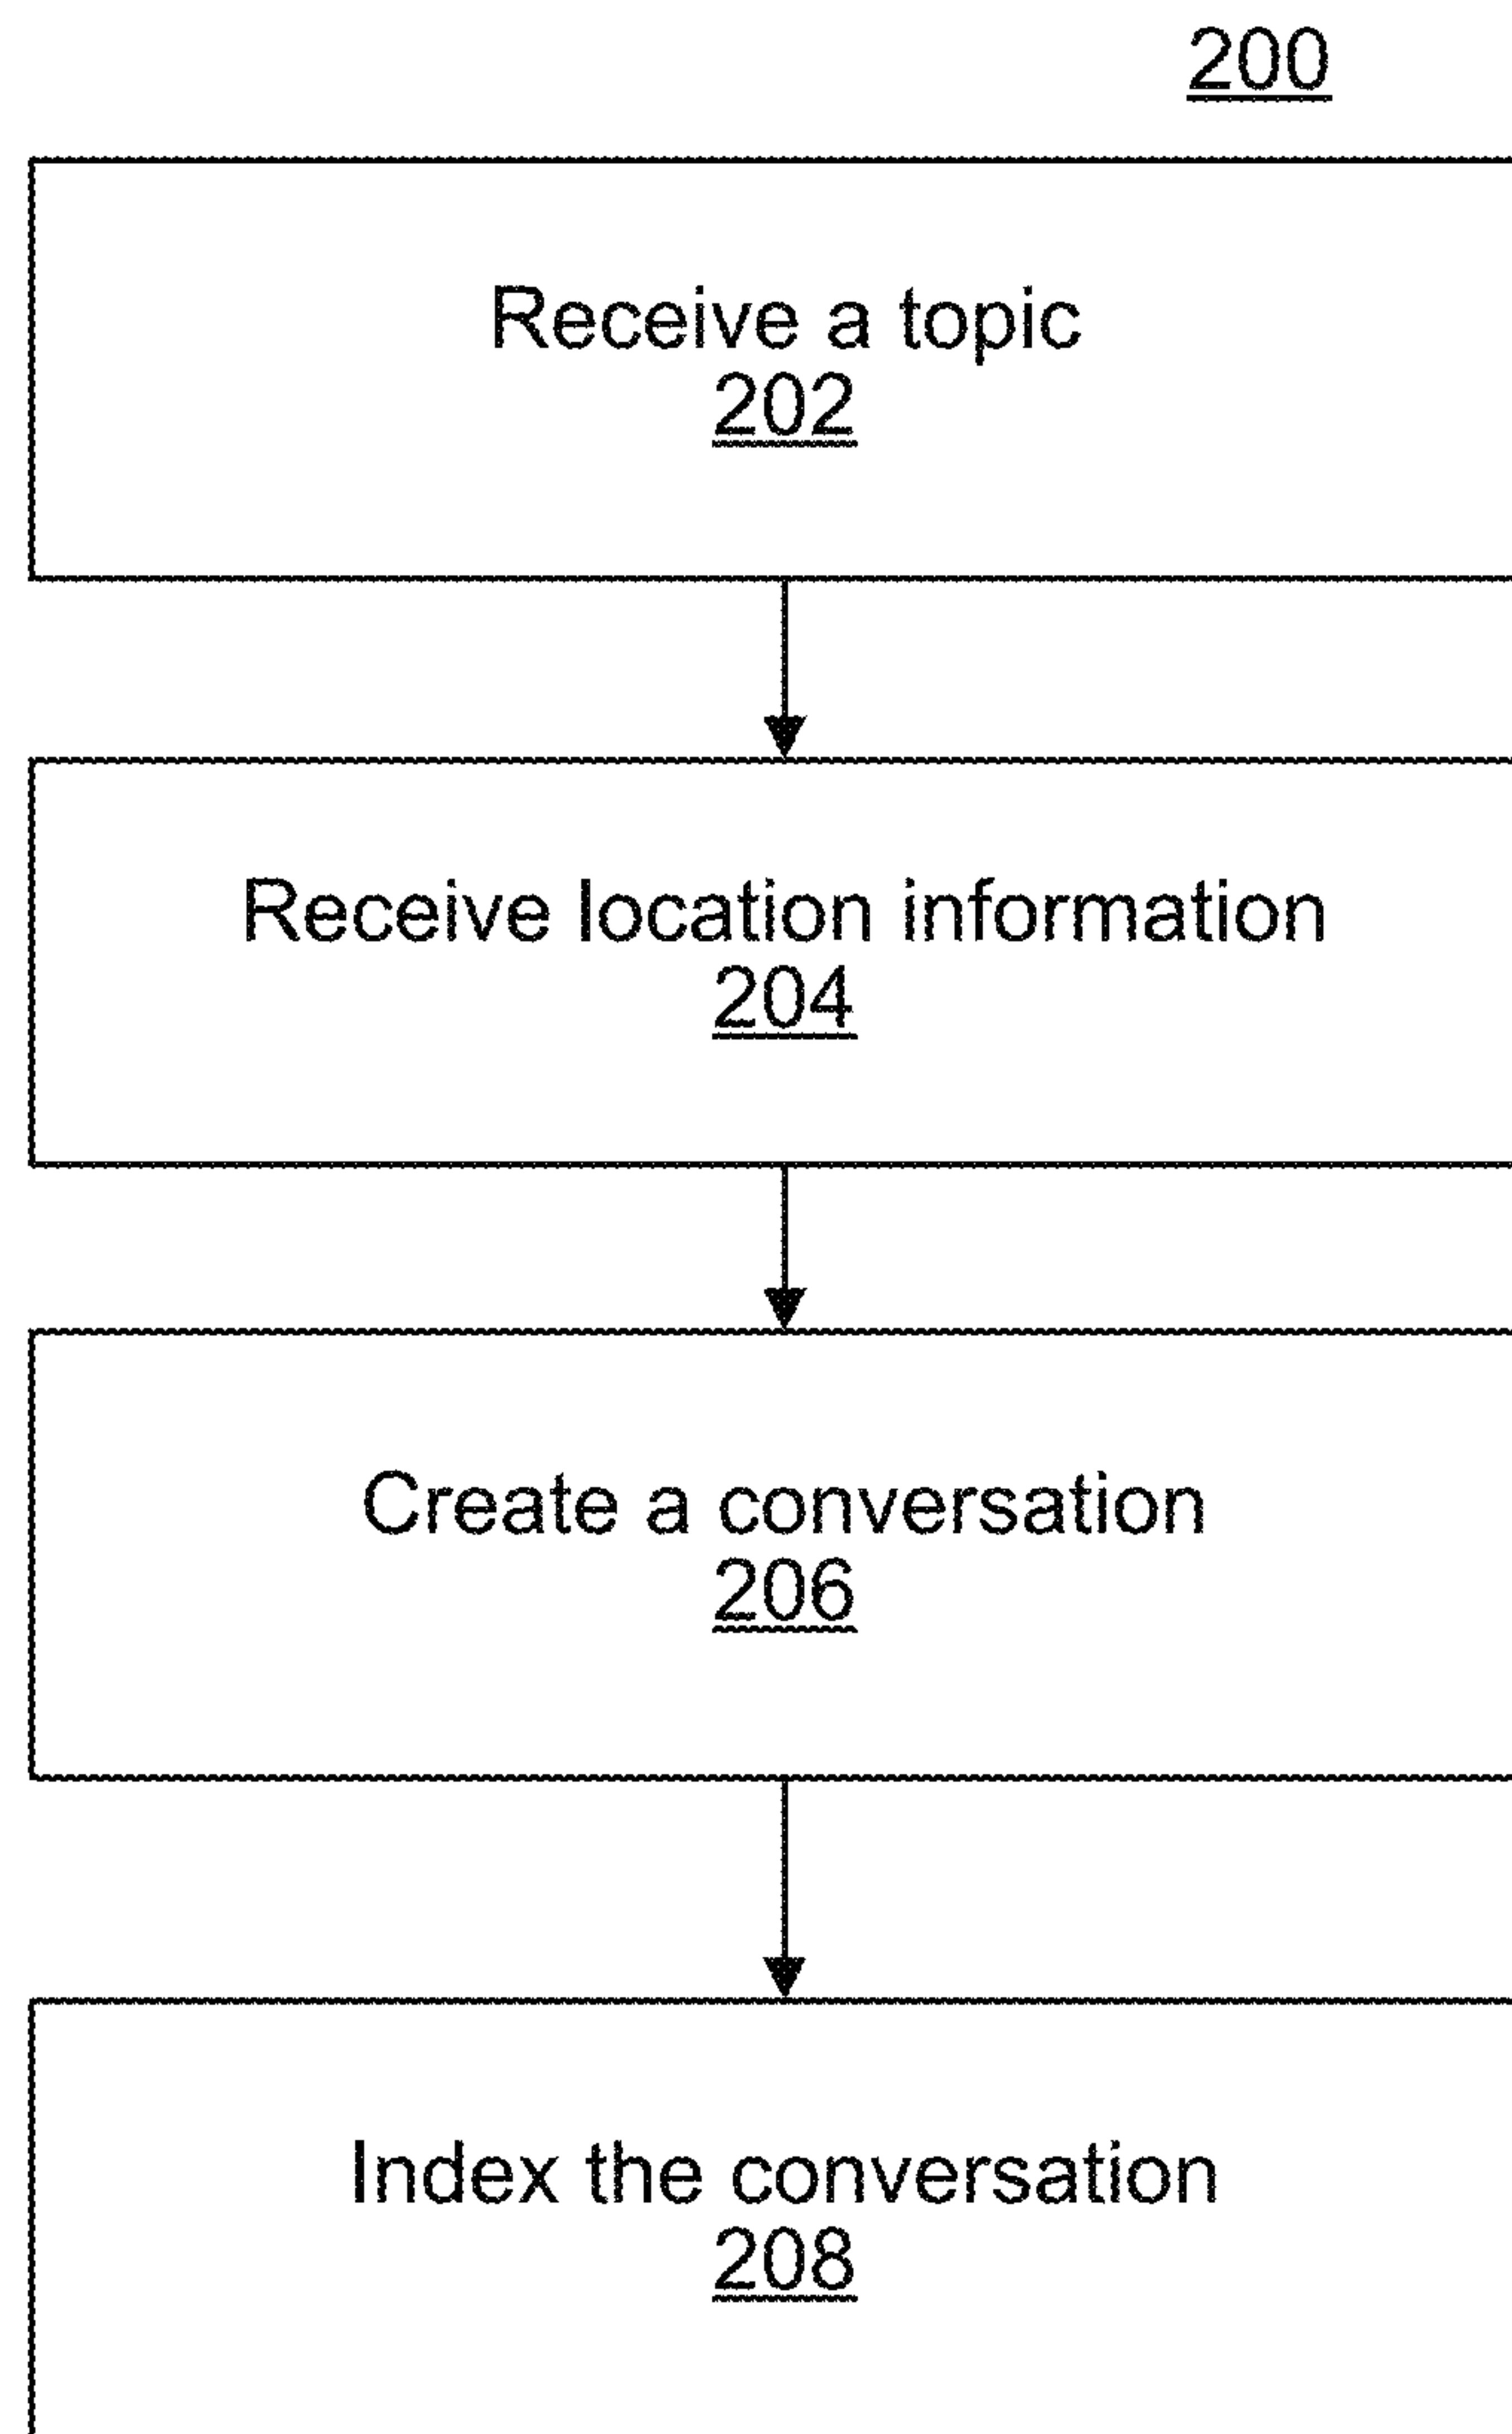 200
Receive a topic
202
Receive location information
204
Create a conversation
206
Index the conversation
208